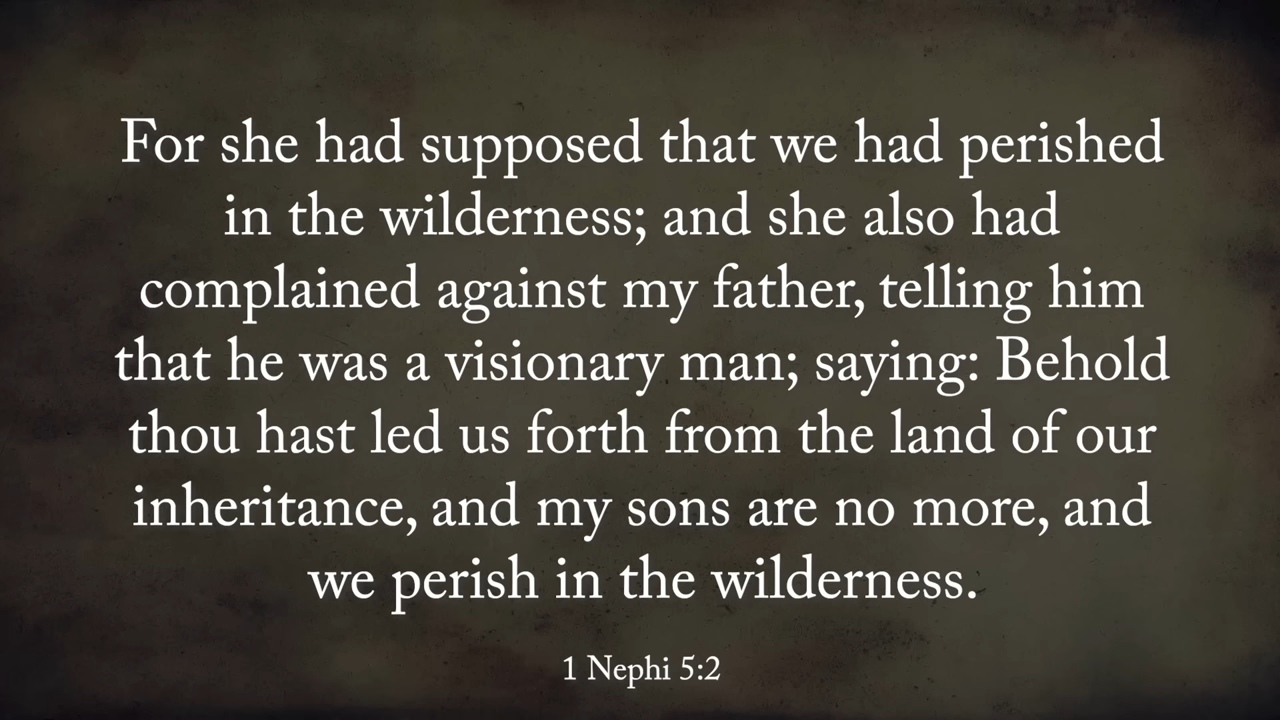 For she had supposed that we had perished
in the wilderness; and she also had
complained against my father, telling him
that he was a visionary man; saying: Behold
thou hast led us forth from the land of our
inheritance, and my sons are no more, and
we perish in the wilderness.
1 Nephi 5:2